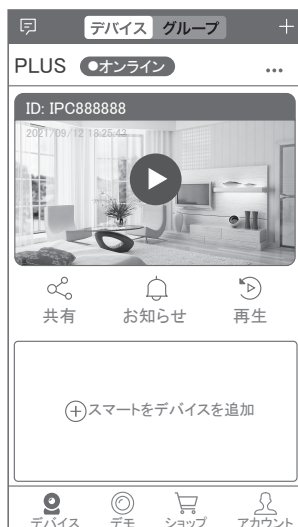 デバイス グループ
PLUS ●オンライン ...
ID: IPC888888
2021/09/12 18:25:43
共有 お知らせ 再生
スマートをデバイスを追加
デバイス デモ ショップ アカウント